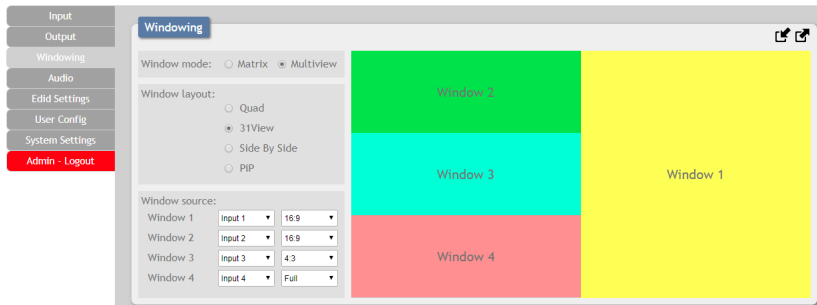 Input
Output
Windowing
Audio
Edid Settings
User Config
System Settings
Admin - Logout
Windowing
Window mode: Matrix Multiview
Window layout:
Quad
31View
Side By Side
PIP
Window source:
Window 1 Input 1 16:9
Window 2 Input 2 16:9
Window 3 Input 3 4:3
Window 4 Input 4 Full
Window 2
Window 3
Window 4
Window 1